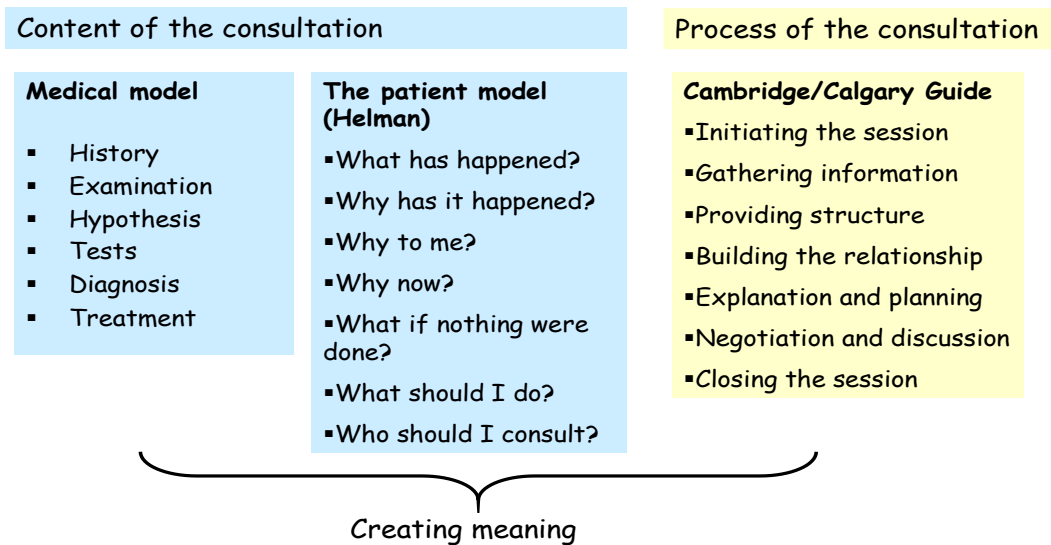 Content of the consultation
Process of the consultation
Medical model
▪ History
▪ Examination
▪ Hypothesis
▪ Tests
▪ Diagnosis
▪ Treatment
The patient model
(Helman)
▪What has happened?
▪Why has it happened?
▪Why to me?
▪Why now?
▪What if nothing were
done?
▪What should I do?
▪Who should I consult?
Cambridge/Calgary Guide
▪Initiating the session
▪Gathering information
▪Providing structure
▪Building the relationship
▪Explanation and planning
▪Negotiation and discussion
▪Closing the session
Creating meaning